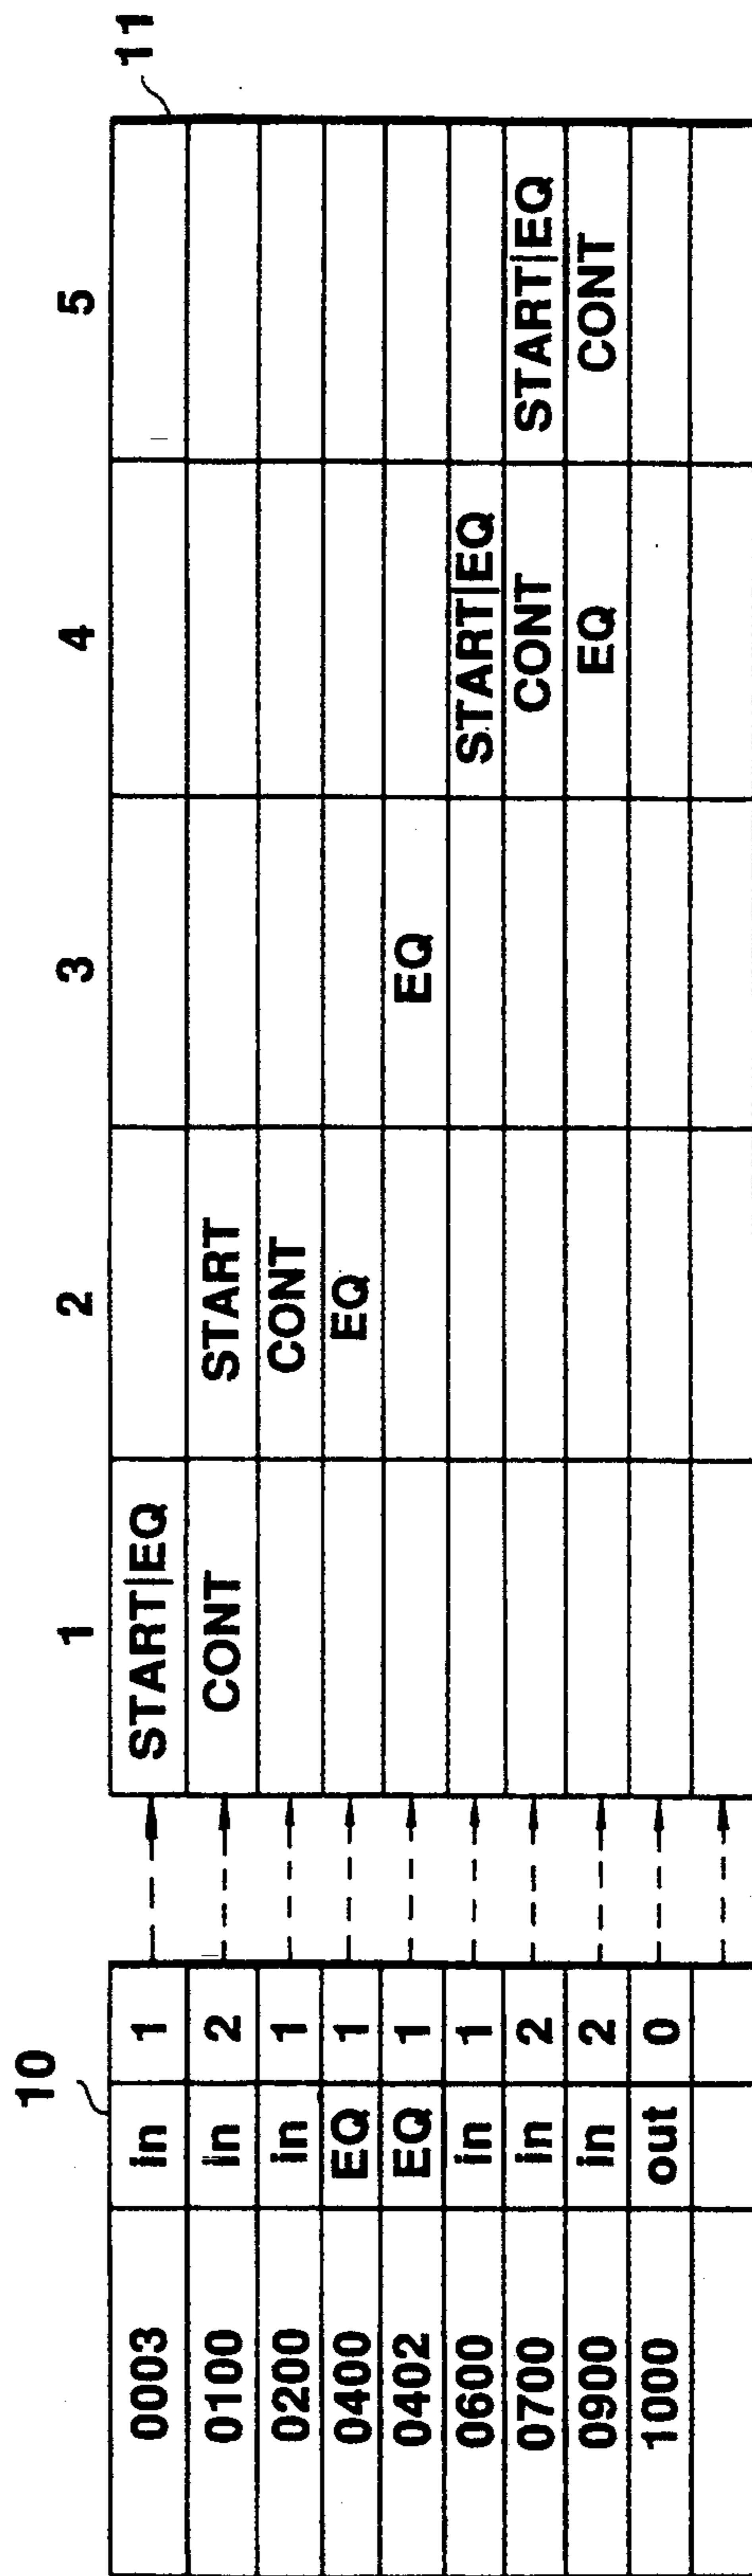 10
11
1 2 3 4 5
0003 in 1 START|EQ
0100 in 2 CONT START
0200 in 1 CONT
0400 EQ 1 EQ
0402 EQ 1 EQ
0600 in 1 START|EQ
0700 in 2 CONT START|EQ
0900 in 2 EQ CONT
1000 out 0